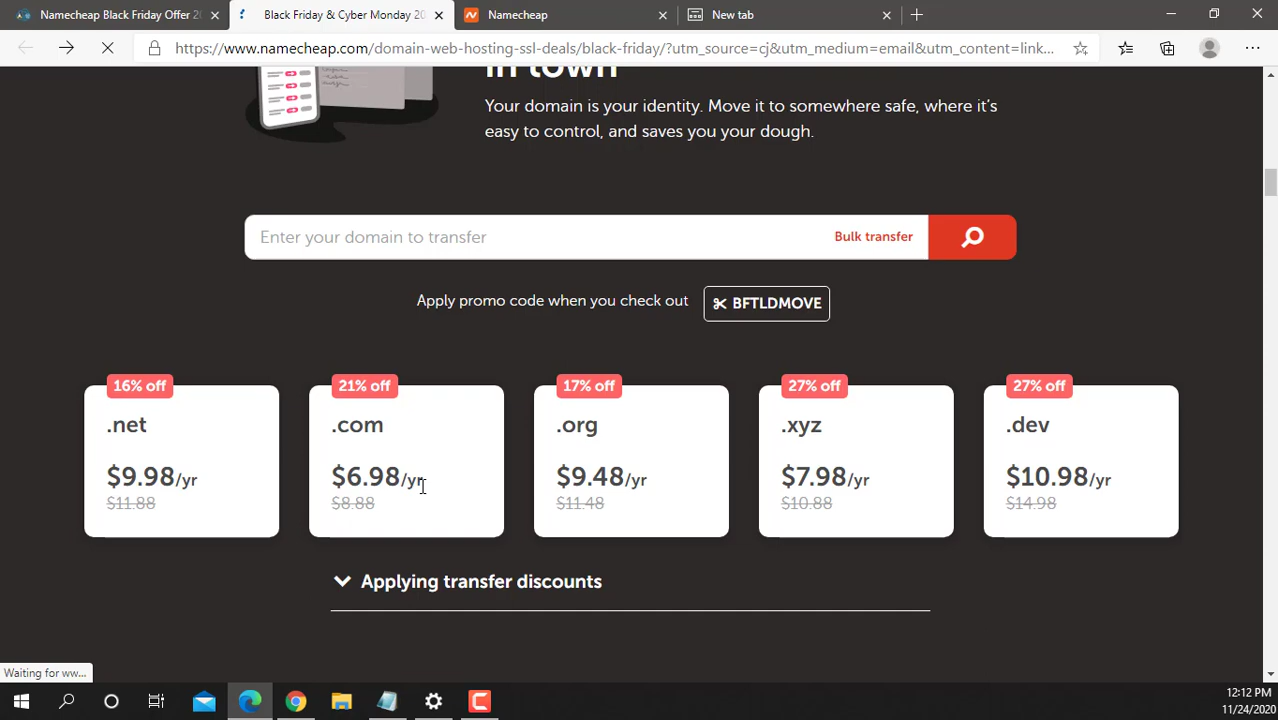 Namecheap Black Friday Offer 20
Black Friday & Cyber Monday 20
Namecheap
New tab
https://www.namecheap.com/domain-web-hosting-ssl-deals/black-friday/?utm_source=cj&utm_medium=email&utm_content=link...
in town
Your domain is your identity. Move it to somewhere safe, where it's
easy to control, and saves you your dough.
Enter your domain to transfer
Bulk transfer
Apply promo code when you check out
BFTLDMOVE
16% off
.net
$9.98/yr
$11.88
21% off
.com
$6.98/yr
$8.88
17% off
.org
$9.48/yr
$11.48
27% off
.xyz
$7.98/yr
$10.88
27% off
.dev
$10.98/yr
$14.98
Applying transfer discounts
Waiting for ww...
12:12 PM
11/24/2020